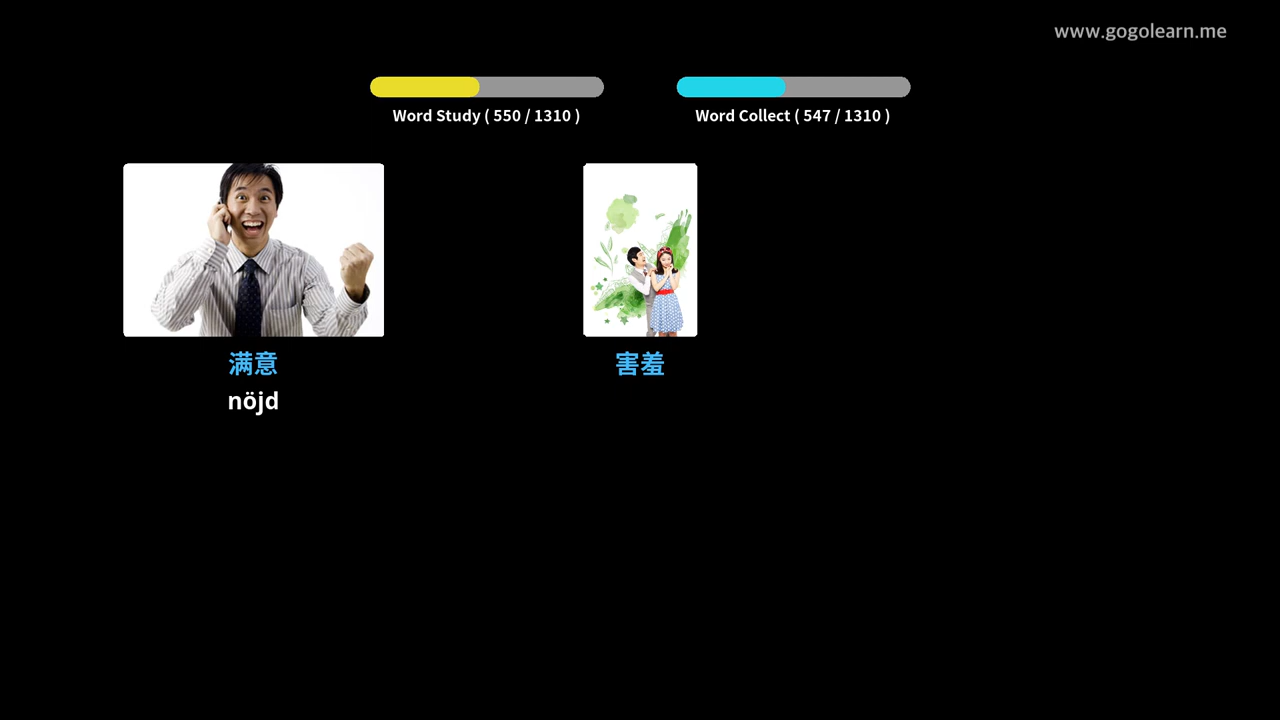 www.gogolearn.me
Word Study ( 550 / 1310 )
Word Collect ( 547 / 1310 )
满意
nöjd
害羞